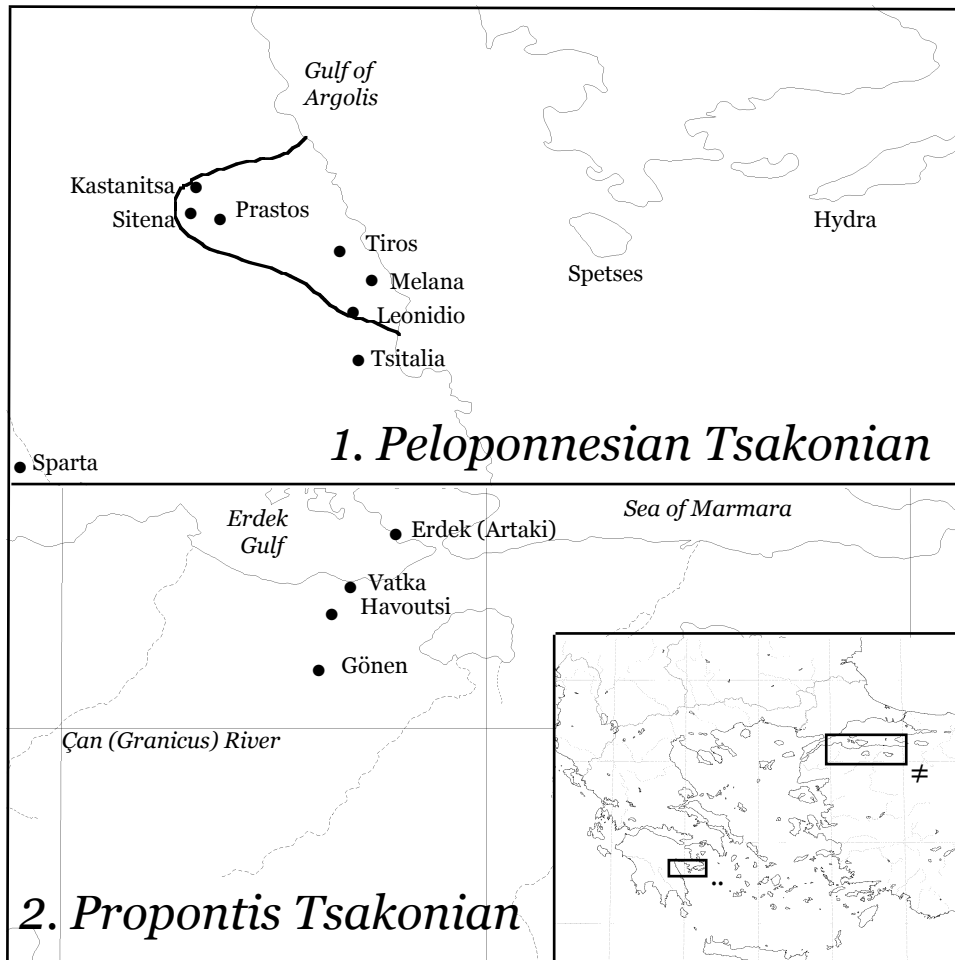 Gulf of
Argolis
Kastanitsa
Sitena
Prastos
Tiros
Melana
Leonidio
Tsitalia
Spetses
Hydra
1. Peloponnesian Tsakonian
Sparta
Erdek
Gulf
Erdek (Artaki)
Sea of Marmara
Vatka
Havoutsi
Gönen
Çan (Granicus) River
≠
..
2. Propontis Tsakonian